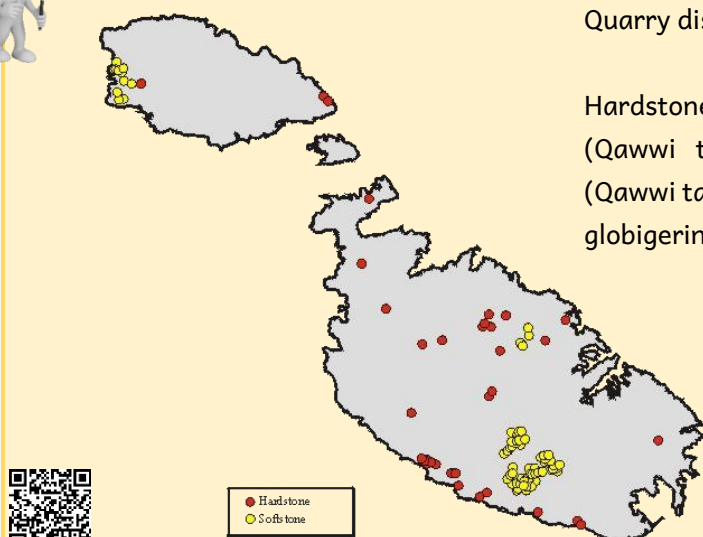 Quarry dis
Hardstone
(Qawwi t
(Qawwi ta
globigerin
Hardstone
Softstone